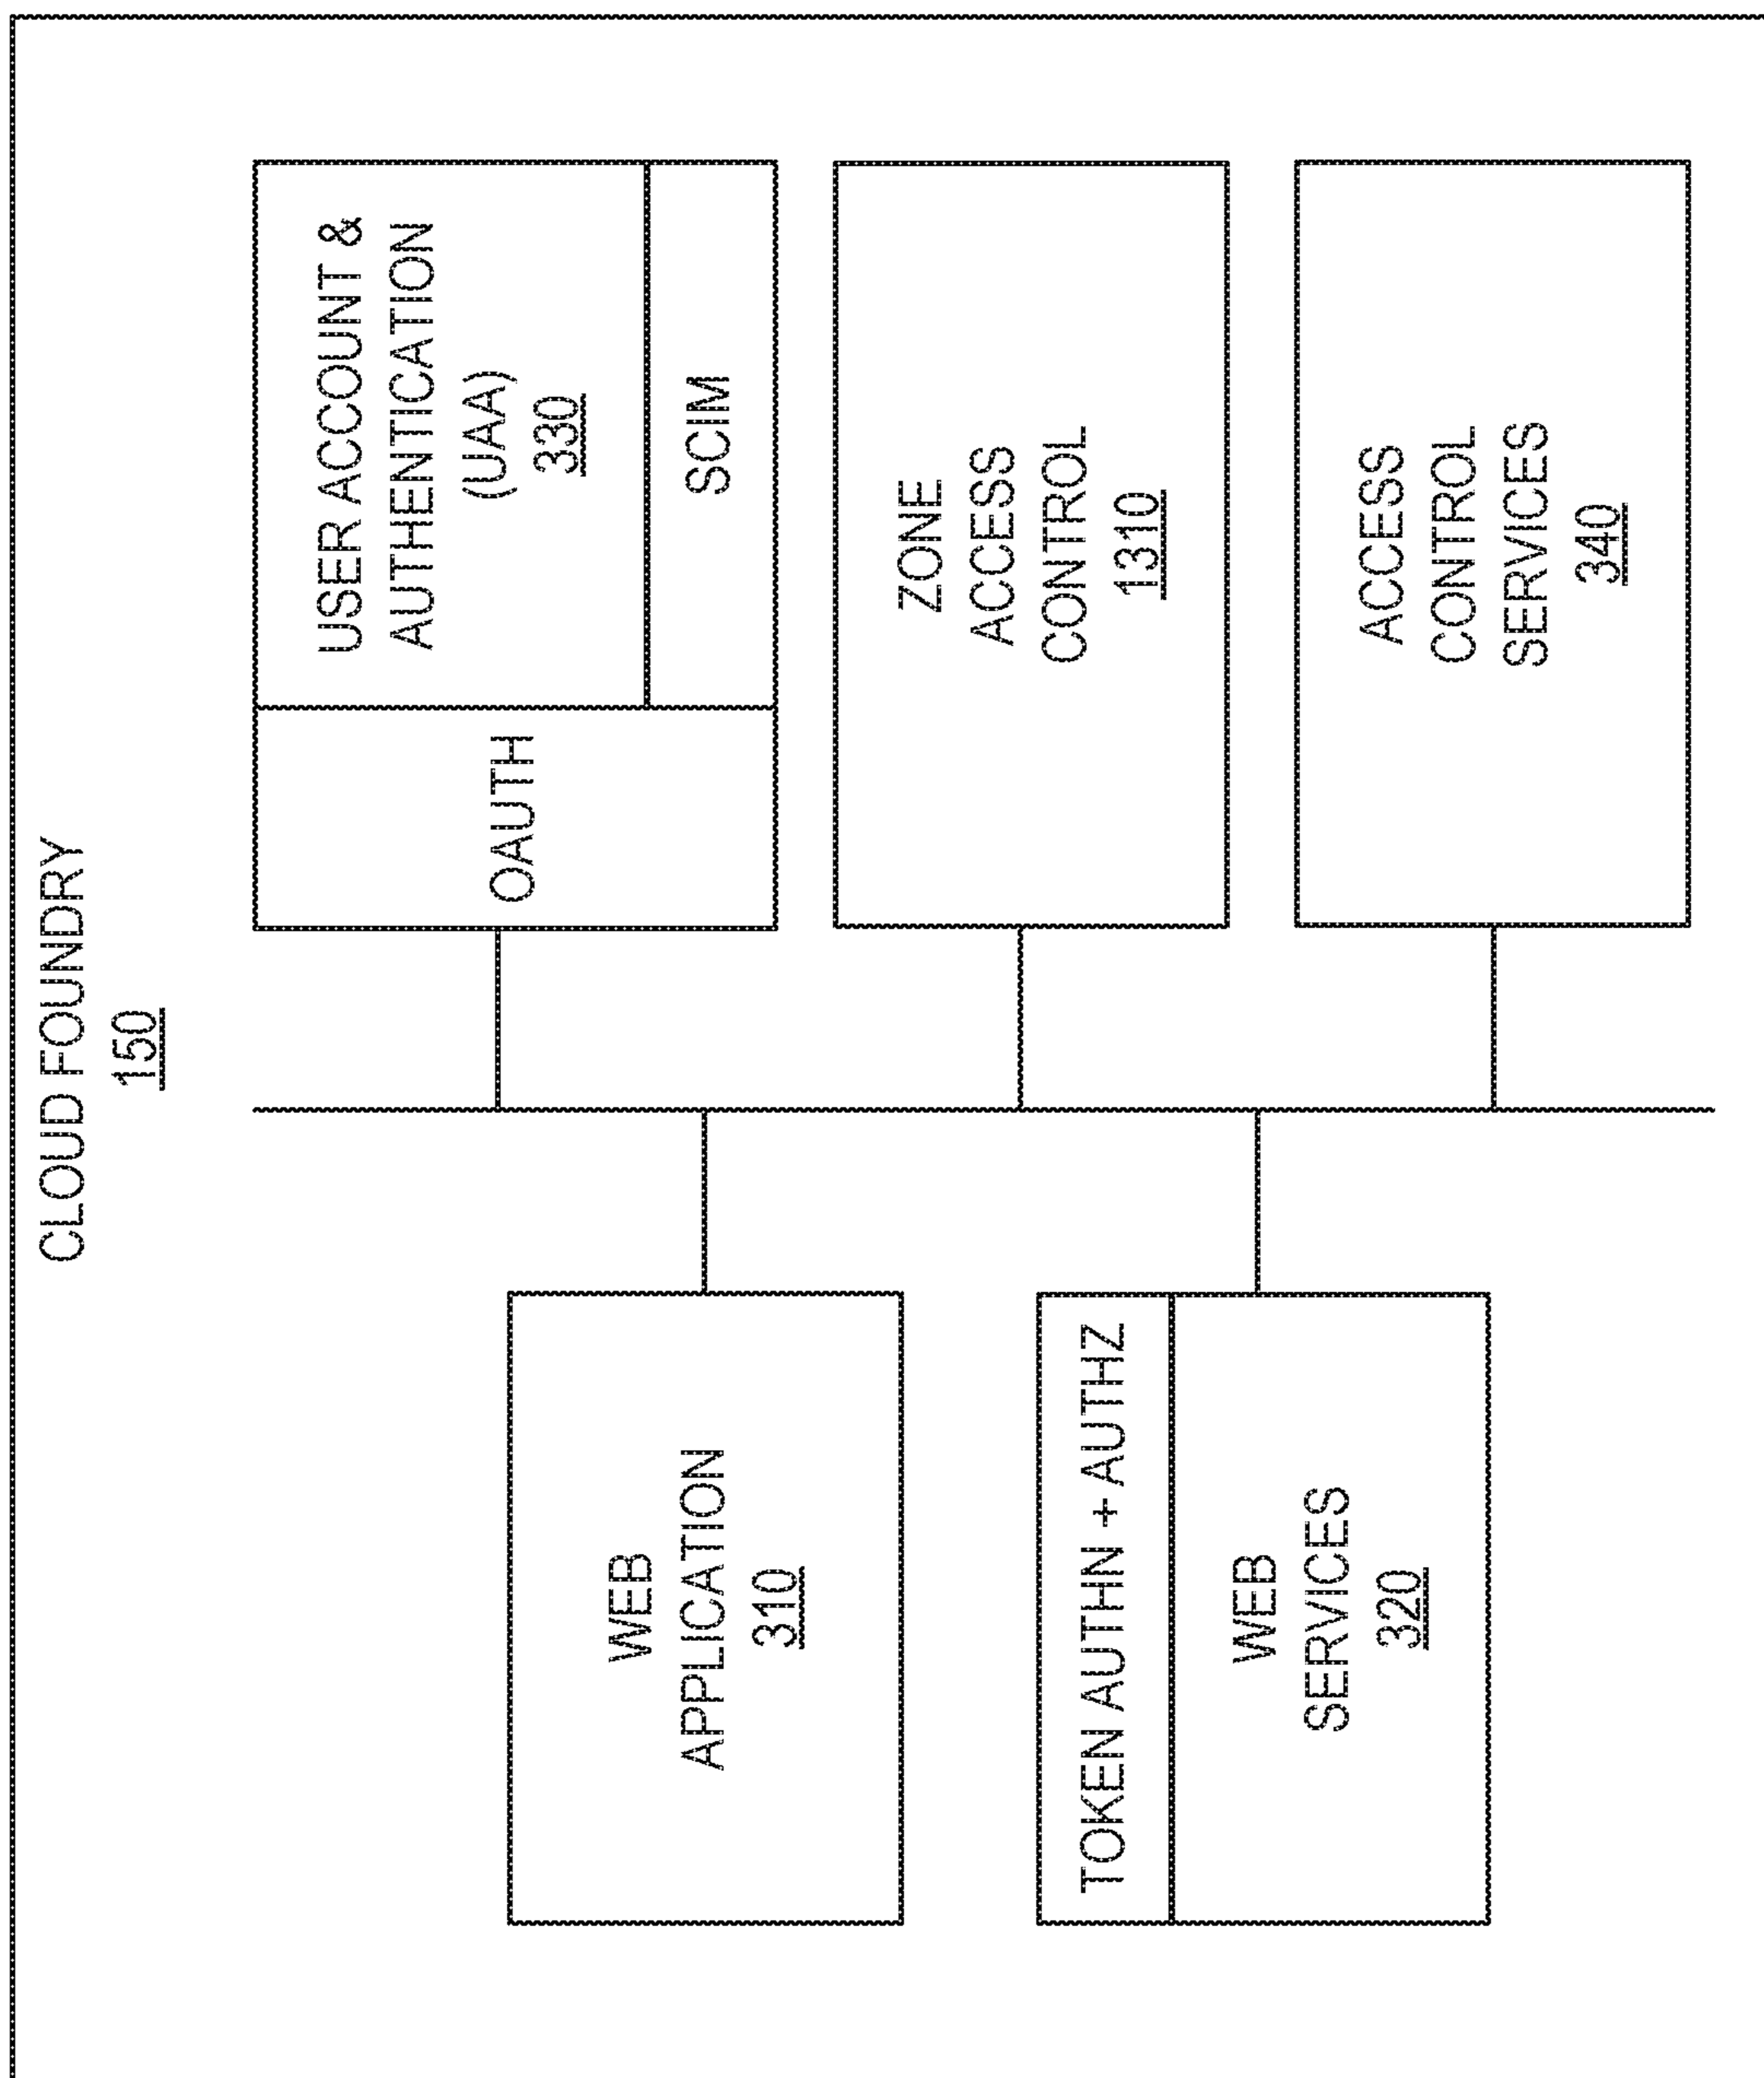 CLOUD FOUNDRY
150
WEB
APPLICATION
310
TOKEN AUTHN + AUTHZ
WEB
SERVICES
320
OAUTH
USER ACCOUNT &
AUTHENTICATION
(UAA)
330
SCIM
ZONE
ACCESS
CONTROL
1310
ACCESS
CONTROL
SERVICES
340